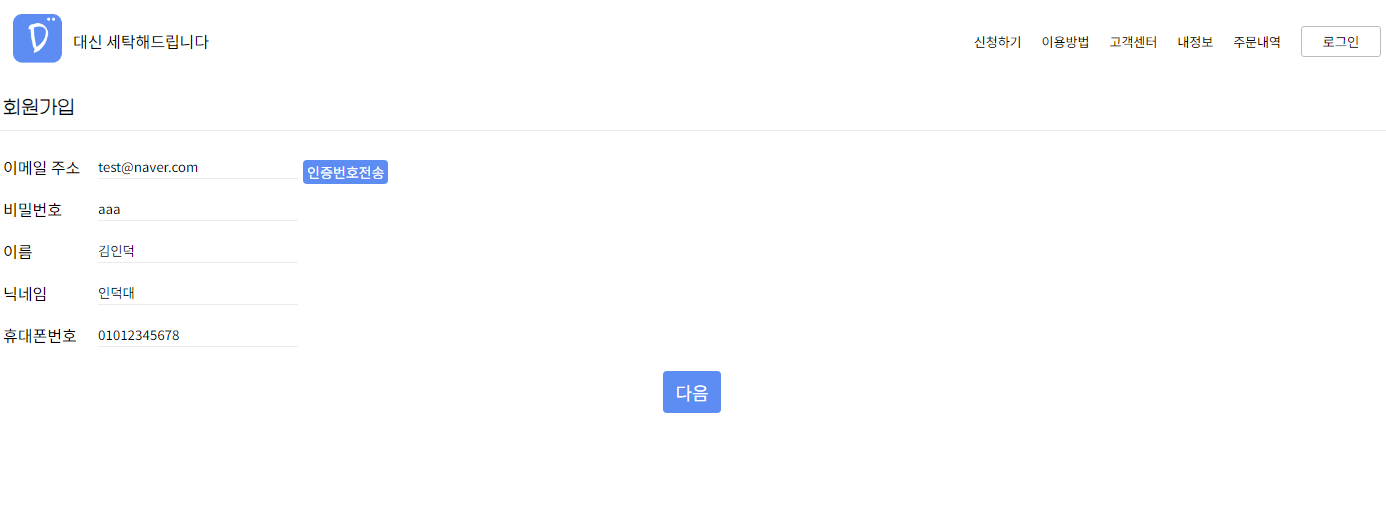 D
대신 세탁해드립니다
신청하기 이용방법 고객센터 내정보 주문내역 로그인
회원가입
이메일 주소 test@naver.com 인증번호전송
비밀번호 aaa
이름 김인덕
닉네임 인덕대
휴대폰번호 01012345678
다음